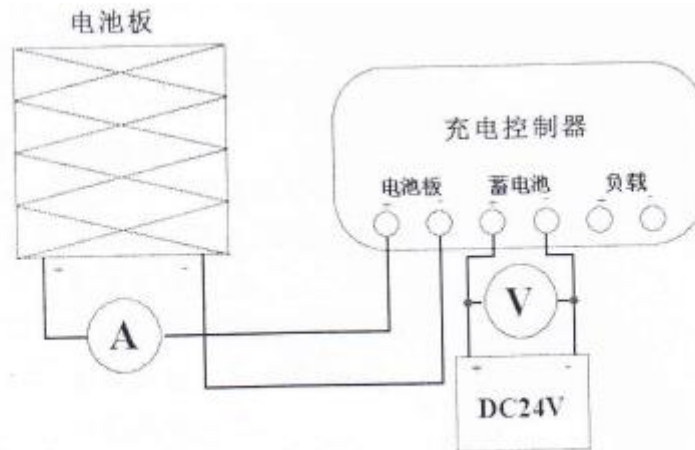 电池板
充电控制器
电池板 蓄电池 负载
+ - + - + -
+ -
A
V
+ -
DC24V